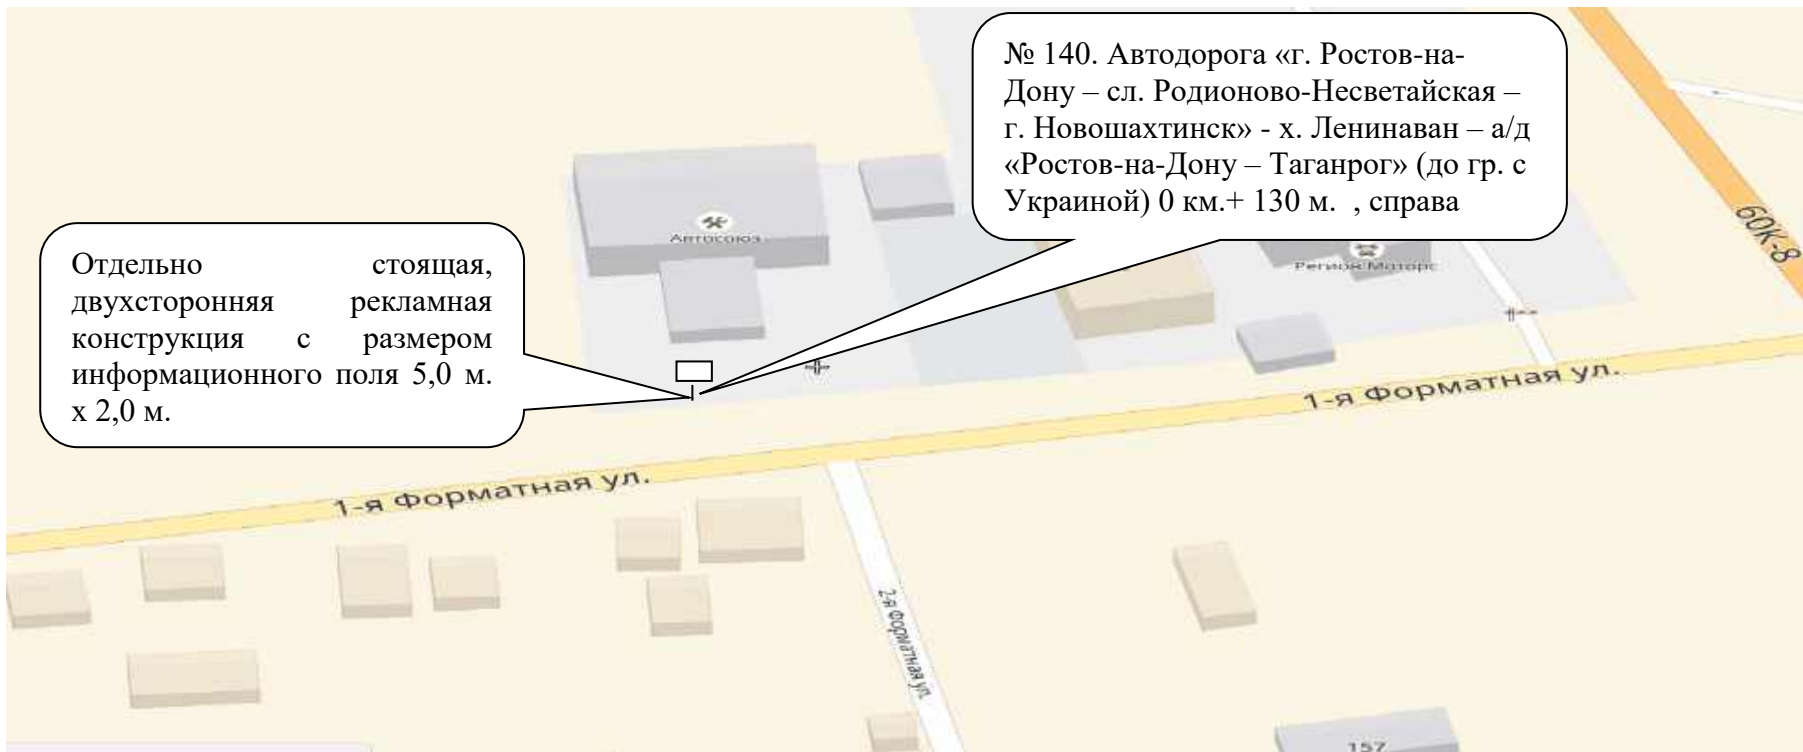 № 140. Автодорога «г. Ростов-на-
Дону – сл. Родионово-Несветайская –
г. Новошахтинск» - х. Ленинаван – а/д
«Ростов-на-Дону – Таганрог» (до гр. с
Украиной) 0 км.+ 130 м. , справа
60К-8
Автосоюз
Регион Моторс
Отдельно стоящая,
двухсторонняя рекламная
конструкция с размером
информационного поля 5,0 м.
х 2,0 м.
1-я Форматная ул.
1-я Форматная ул.
2-я Форматная ул.
157